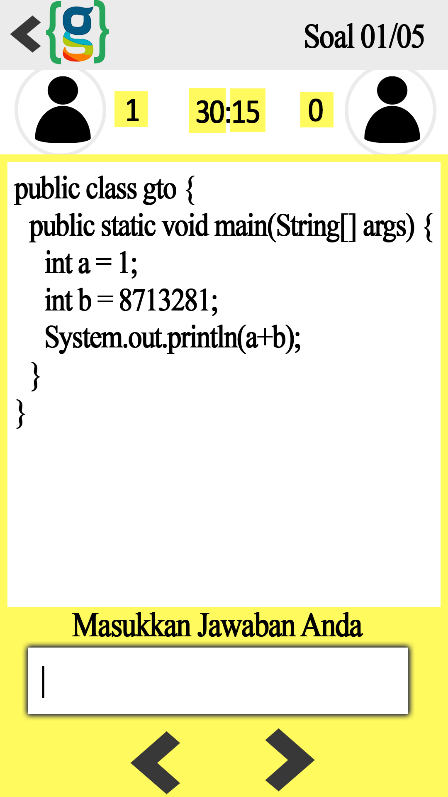 {g}
Soal 01/05
1
30:15
0
public class gto {
public static void main(String[] args) {
int a = 1;
int b = 8713281;
System.out.println(a+b);
}
}
Masukkan Jawaban Anda